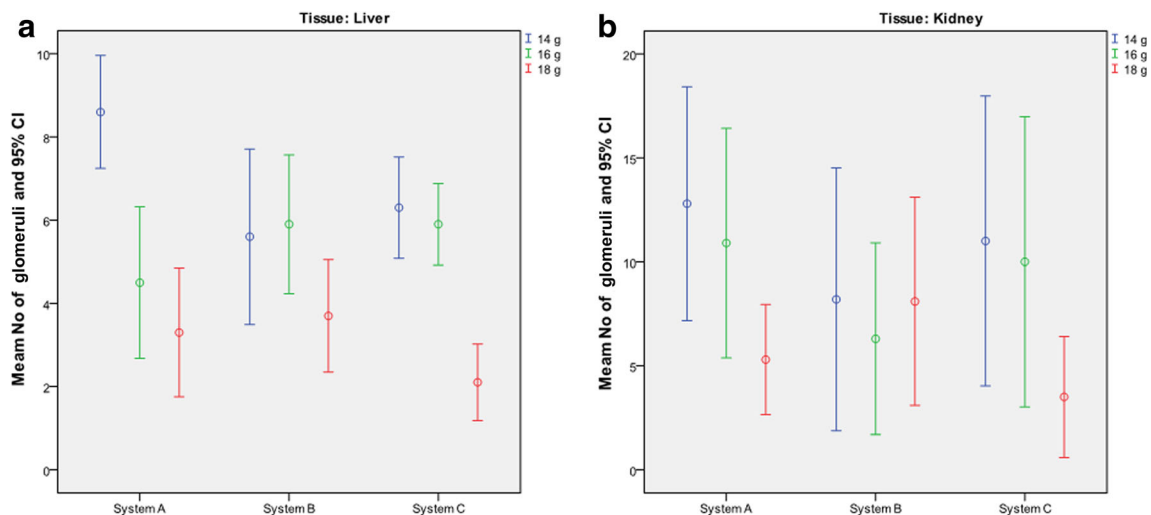 a
Tissue: Liver
Meam No of glomeruli and 95% CI
10
8
6
4
2
0
System A
System B
System C
14 g
16 g
18 g
b
Tissue: Kidney
Meam No of glomeruli and 95% CI
20
15
10
5
0
System A
System B
System C
14 g
16 g
18 g